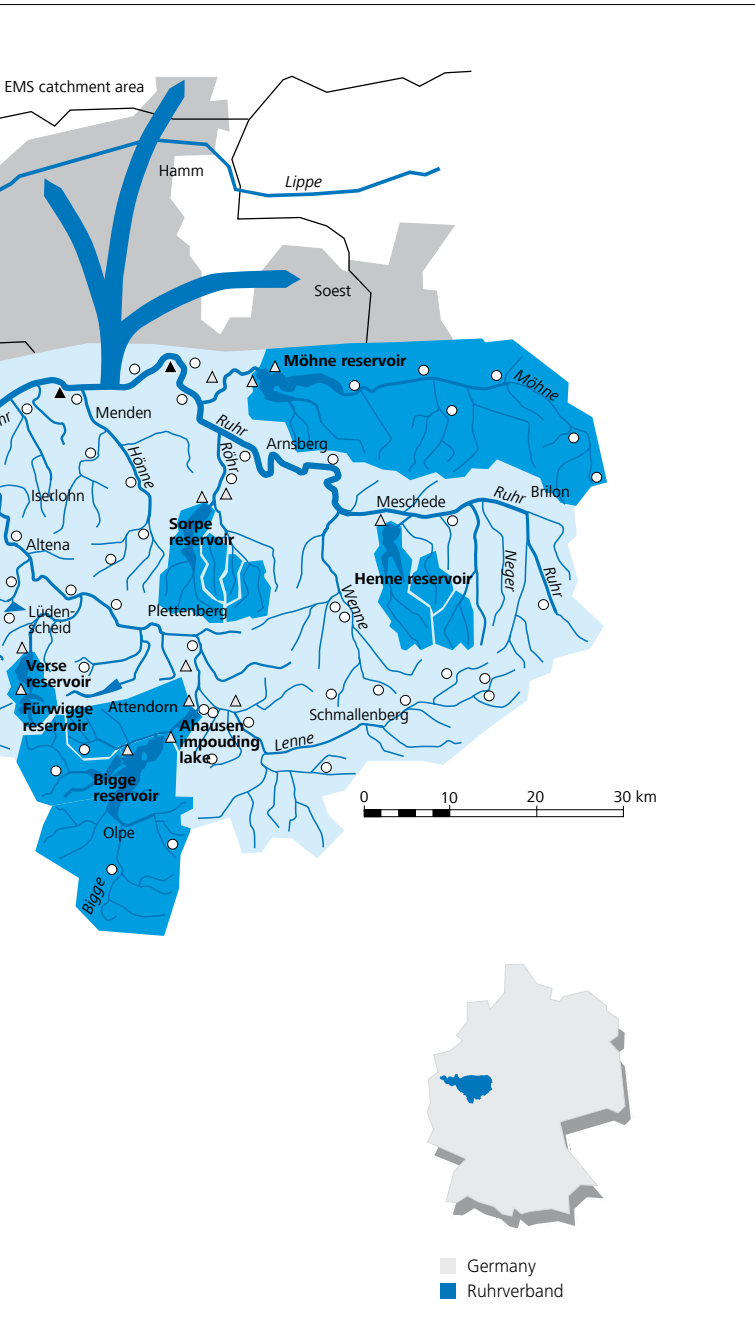 EMS catchment area
Hamm
Lippe
Soest
Möhne reservoir
Möhne
hr
Menden
Ruhr
Röhr
Arnsberg
Hönne
Iserlohn
Meschede
Ruhr
Brilon
Sorpe
reservoir
Altena
Henne reservoir
Neger
Ruhr
Wenne
Plettenberg
Lüden-
scheid
Verse
reservoir
Fürwigge
reservoir
Attendorn
Ahausen
impouding
lake
Schmallenberg
Lenne
Bigge
reservoir
Olpe
Bigge
0 10 20 30 km
Germany
Ruhrverband